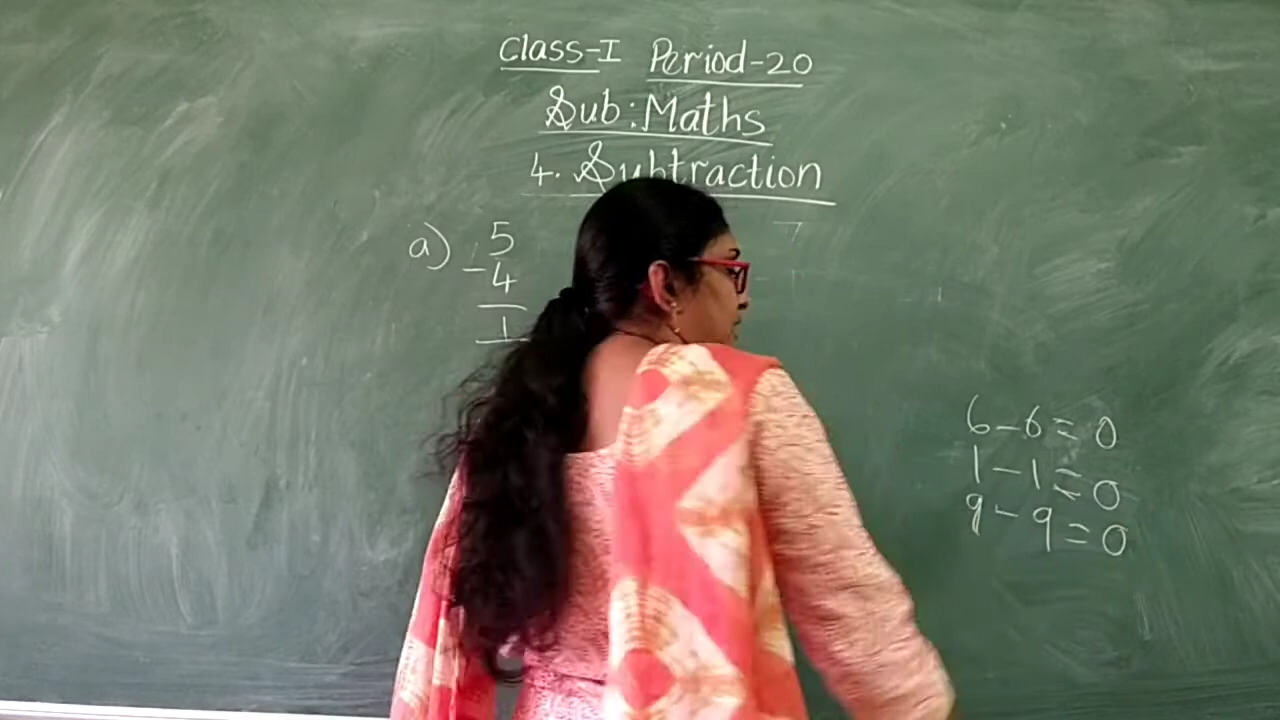 Class-I Period-20
Sub: Maths
4. Subtraction
a) 5
-4
1
7
6-6=0
1-1=0
9-9=0